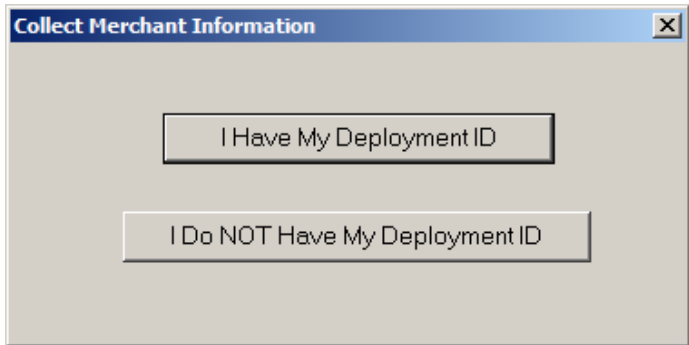 Collect Merchant Information
I Have My Deployment ID
I Do NOT Have My Deployment ID